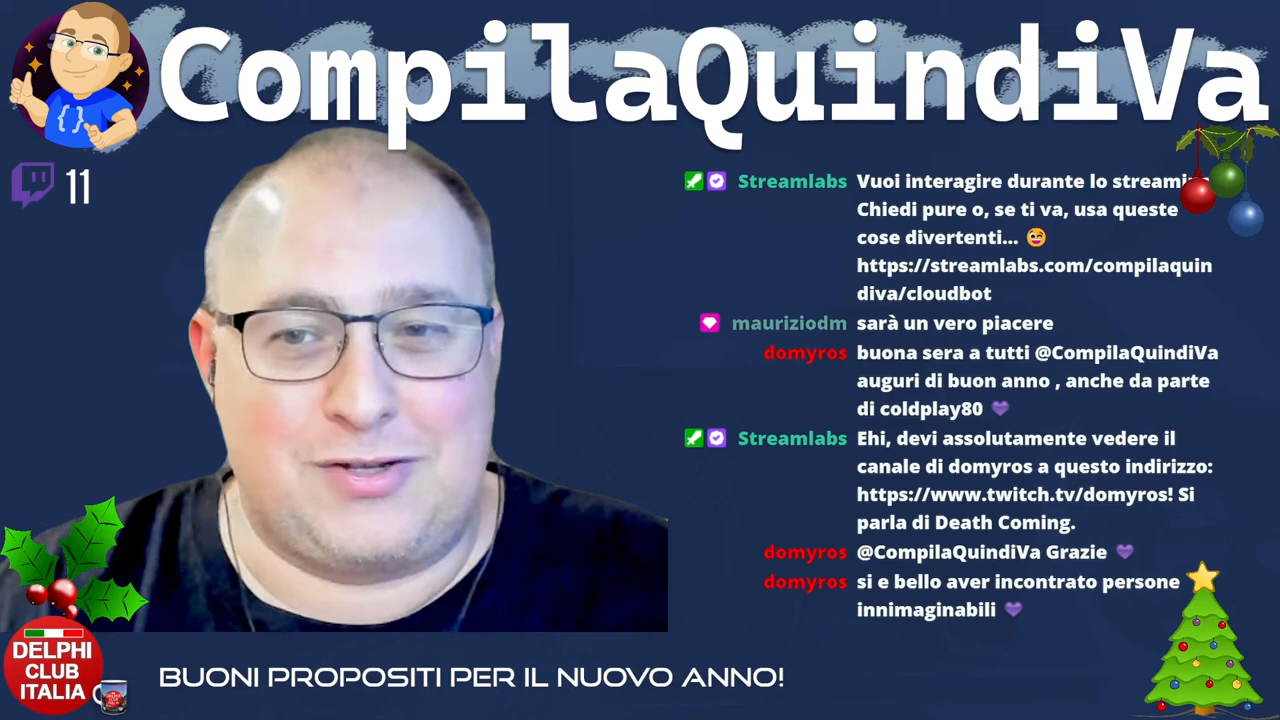 CompilaQuindiVa
11
Streamlabs Vuoi interagire durante lo streami
Chiedi pure o, se ti va, usa queste
cose divertenti... 😄
https://streamlabs.com/compilaquin
diva/cloudbot
mauriziodm sarà un vero piacere
domyros buona sera a tutti @CompilaQuindiVa
auguri di buon anno , anche da parte
di coldplay80 💜
Streamlabs Ehi, devi assolutamente vedere il
canale di domyros a questo indirizzo:
https://www.twitch.tv/domyros! Si
parla di Death Coming.
domyros @CompilaQuindiVa Grazie 💜
domyros si e bello aver incontrato persone
innimaginabili 💜
{ }
DELPHI
CLUB
ITALIA
BUONI PROPOSITI PER IL NUOVO ANNO!